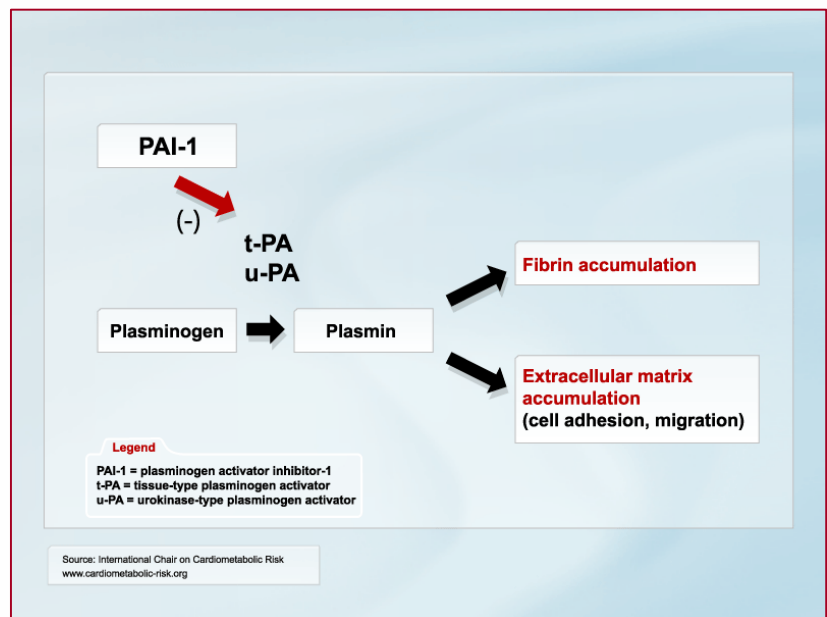 PAI-1
(-)
t-PA
u-PA
Plasminogen
Plasmin
Fibrin accumulation
Extracellular matrix
accumulation
(cell adhesion, migration)
Legend
PAI-1 = plasminogen activator inhibitor-1
t-PA = tissue-type plasminogen activator
u-PA = urokinase-type plasminogen activator
Source: International Chair on Cardiometabolic Risk
www.cardiometabolic-risk.org